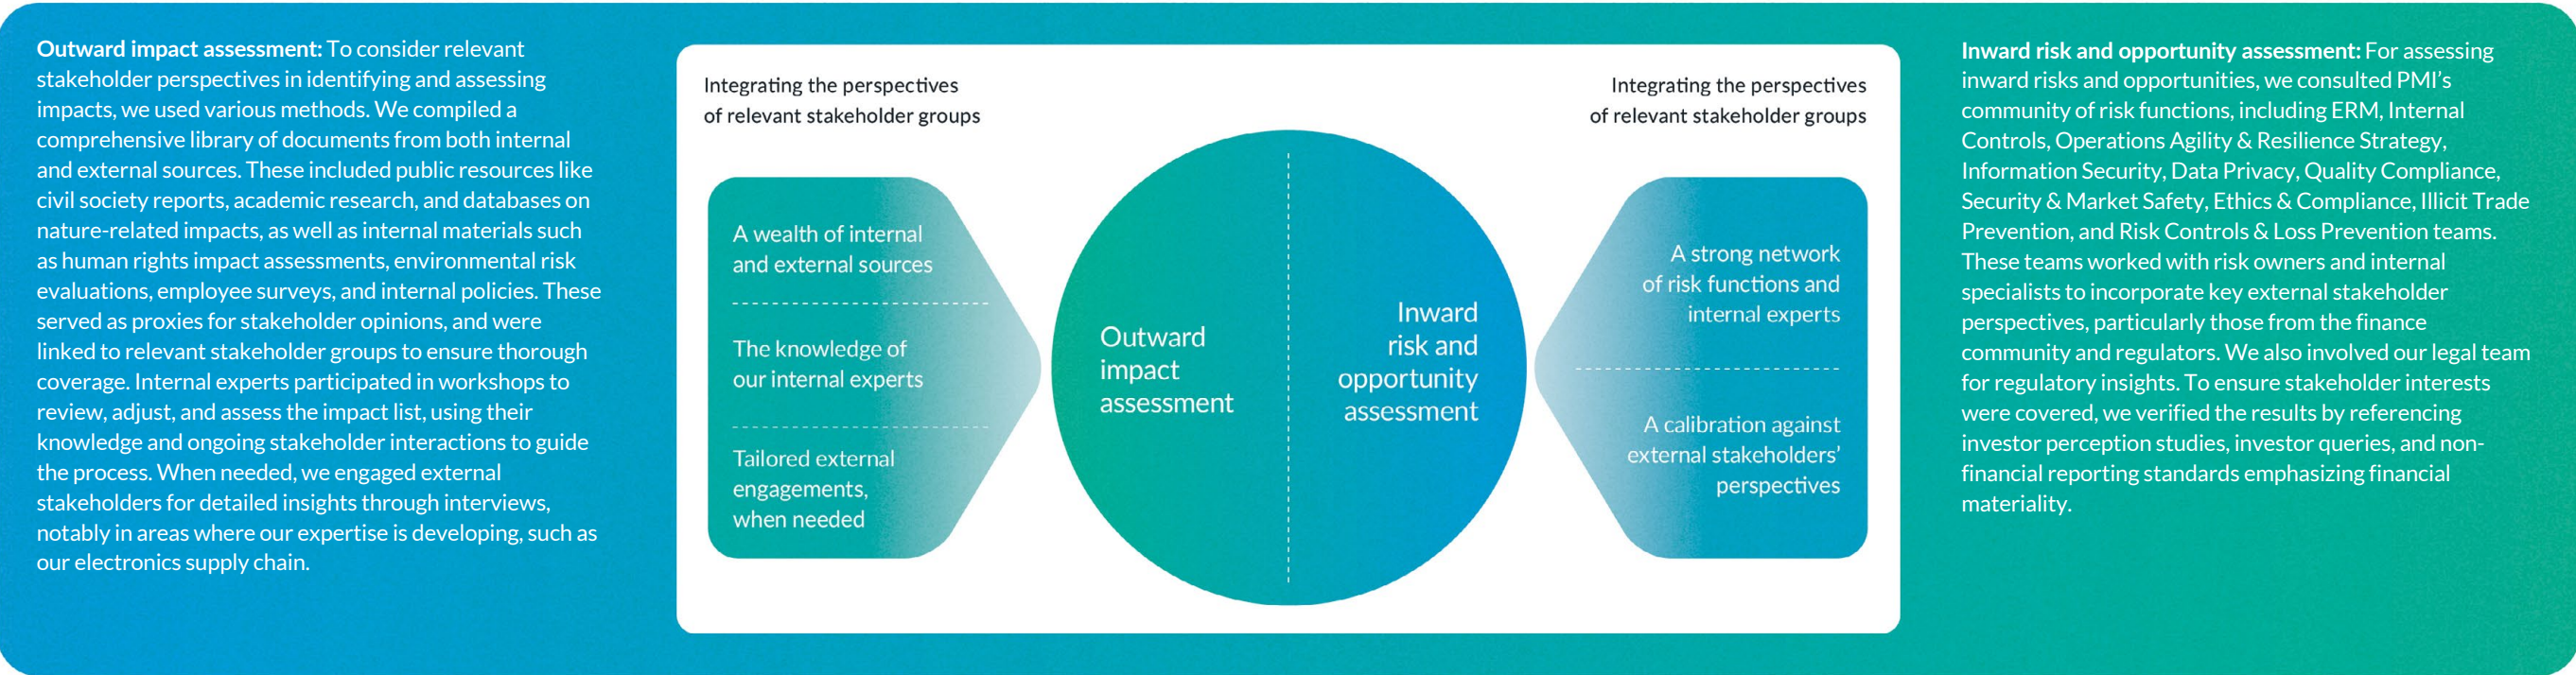 Outward impact assessment: To consider relevant
stakeholder perspectives in identifying and assessing
impacts, we used various methods. We compiled a
comprehensive library of documents from both internal
and external sources. These included public resources like
civil society reports, academic research, and databases on
nature-related impacts, as well as internal materials such
as human rights impact assessments, environmental risk
evaluations, employee surveys, and internal policies. These
served as proxies for stakeholder opinions, and were
linked to relevant stakeholder groups to ensure thorough
coverage. Internal experts participated in workshops to
review, adjust, and assess the impact list, using their
knowledge and ongoing stakeholder interactions to guide
the process. When needed, we engaged external
stakeholders for detailed insights through interviews,
notably in areas where our expertise is developing, such as
our electronics supply chain.
Integrating the perspectives
of relevant stakeholder groups
A wealth of internal
and external sources
The knowledge of
our internal experts
Tailored external
engagements,
when needed
Outward
impact
assessment
Inward
risk and
opportunity
assessment
Integrating the perspectives
of relevant stakeholder groups
A strong network
of risk functions and
internal experts
A calibration against
external stakeholders'
perspectives
Inward risk and opportunity assessment: For assessing
inward risks and opportunities, we consulted PMI's
community of risk functions, including ERM, Internal
Controls, Operations Agility & Resilience Strategy,
Information Security, Data Privacy, Quality Compliance,
Security & Market Safety, Ethics & Compliance, Illicit Trade
Prevention, and Risk Controls & Loss Prevention teams.
These teams worked with risk owners and internal
specialists to incorporate key external stakeholder
perspectives, particularly those from the finance
community and regulators. We also involved our legal team
for regulatory insights. To ensure stakeholder interests
were covered, we verified the results by referencing
investor perception studies, investor queries, and non-
financial reporting standards emphasizing financial
materiality.